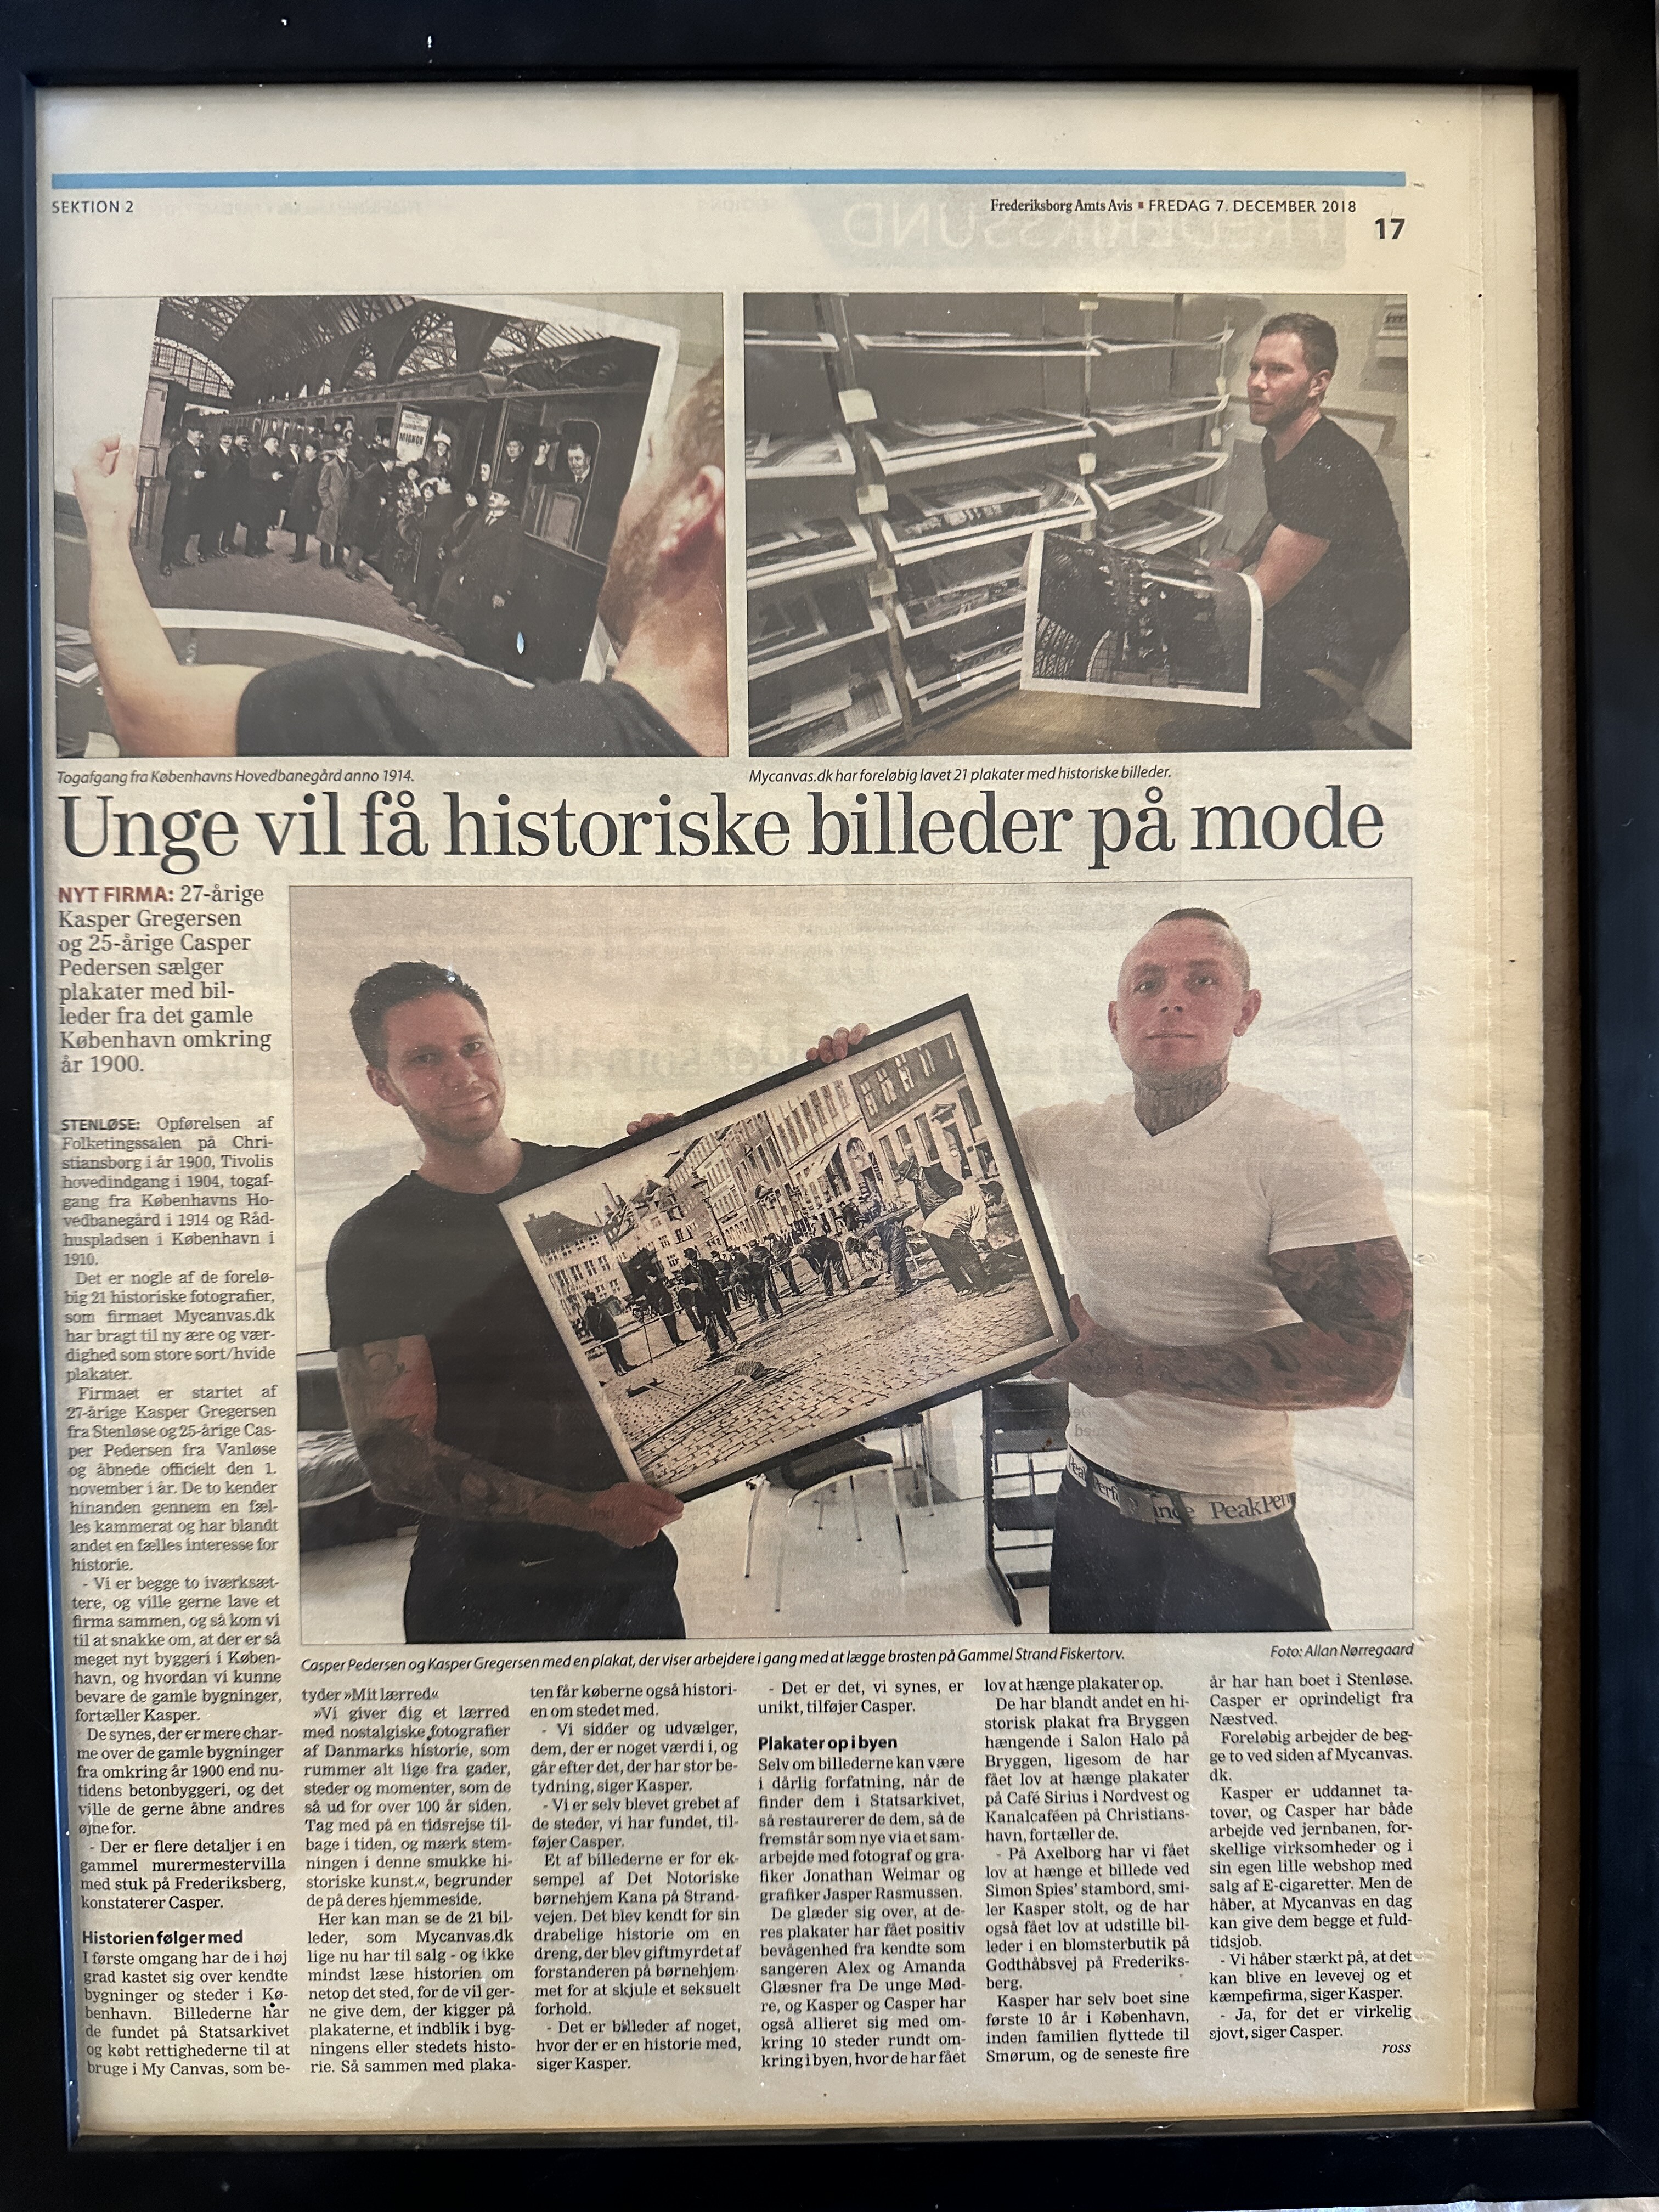 SEKTION 2
Frederiksborg Amts Avis ▪ FREDAG 7. DECEMBER 2018
17
MIGNON
Togafgang fra Københavns Hovedbanegård anno 1914.
Mycanvas.dk har foreløbig lavet 21 plakater med historiske billeder.
Unge vil få historiske billeder på mode
NYT FIRMA: 27-årige
Kasper Gregersen
og 25-årige Casper
Pedersen sælger
plakater med bil-
leder fra det gamle
København omkring
år 1900.
PeakPer
Casper Pedersen og Kasper Gregersen med en plakat, der viser arbejdere i gang med at lægge brosten på Gammel Strand Fiskertorv.
Foto: Allan Nørregaard
STENLØSE: Opførelsen af
Folketingssalen på Chri-
stiansborg i år 1900, Tivolis
hovedindgang i 1904, togaf-
gang fra Københavns Ho-
vedbanegård i 1914 og Råd-
huspladsen i København i
1910.
Det er nogle af de forelø-
big 21 historiske fotografier,
som firmaet Mycanvas.dk
har bragt til ny ære og vær-
dighed som store sort/hvide
plakater.
Firmaet er startet af
27-årige Kasper Gregersen
fra Stenløse og 25-årige Cas-
per Pedersen fra Vanløse
og åbnede officielt den 1.
november i år. De to kender
hinanden gennem en fæl-
les kammerat og har blandt
andet en fælles interesse for
historie.
- Vi er begge to iværksæt-
tere, og ville gerne lave et
firma sammen, og så kom vi
til at snakke om, at der er så
meget nyt byggeri i Køben-
havn, og hvordan vi kunne
bevare de gamle bygninger,
fortæller Kasper.
De synes, der er mere char-
me over de gamle bygninger
fra omkring år 1900 end nu-
tidens betonbyggeri, og det
ville de gerne åbne andres
øjne for.
- Der er flere detaljer i en
gammel murermestervilla
med stuk på Frederiksberg,
konstaterer Casper.
Historien følger med
I første omgang har de i høj
grad kastet sig over kendte
bygninger og steder i Kø-
benhavn. Billederne har
de fundet på Statsarkivet
og købt rettighederne til at
bruge i My Canvas, som be-
tyder »Mit lærred«
»Vi giver dig et lærred
med nostalgiske fotografier
af Danmarks historie, som
rummer alt lige fra gader,
steder og momenter, som de
så ud for over 100 år siden.
Tag med på en tidsrejse til-
bage i tiden, og mærk stem-
ningen i denne smukke hi-
storiske kunst.«, begrunder
de på deres hjemmeside.
Her kan man se de 21 bil-
leder, som Mycanvas.dk
lige nu har til salg - og ikke
mindst læse historien om
netop det sted, for de vil ger-
ne give dem, der kigger på
plakaterne, et indblik i byg-
ningens eller stedets histo-
rie. Så sammen med plaka-
ten får køberne også histori-
en om stedet med.
- Vi sidder og udvælger,
dem, der er noget værdi i, og
går efter det, der har stor be-
tydning, siger Kasper.
- Vi er selv blevet grebet af
de steder, vi har fundet, til-
føjer Casper.
Et af billederne er for ek-
sempel af Det Notoriske
børnehjem Kana på Strand-
vejen. Det blev kendt for sin
drabelige historie om en
dreng, der blev giftmyrdet af
forstanderen på børnehjem-
met for at skjule et seksuelt
forhold.
- Det er billeder af noget,
hvor der er en historie med,
siger Kasper.
- Det er det, vi synes, er
unikt, tilføjer Casper.
Plakater op i byen
Selv om billederne kan være
i dårlig forfatning, når de
finder dem i Statsarkivet,
så restaurerer de dem, så de
fremstår som nye via et sam-
arbejde med fotograf og gra-
fiker Jonathan Weimar og
grafiker Jasper Rasmussen.
De glæder sig over, at de-
res plakater har fået positiv
bevågenhed fra kendte som
sangeren Alex og Amanda
Glæsner fra De unge Mød-
re, og Kasper og Casper har
også allieret sig med om-
kring 10 steder rundt om-
kring i byen, hvor de har fået
lov at hænge plakater op.
De har blandt andet en hi-
storisk plakat fra Bryggen
hængende i Salon Halo på
Bryggen, ligesom de har
fået lov at hænge plakater
på Café Sirius i Nordvest og
Kanalcaféen på Christians-
havn, fortæller de.
- På Axelborg har vi fået
lov at hænge et billede ved
Simon Spies' stambord, smi-
ler Kasper stolt, og de har
også fået lov at udstille bil-
leder i en blomsterbutik på
Godthåbsvej på Frederiks-
berg.
Kasper har selv boet sine
første 10 år i København,
inden familien flyttede til
Smørum, og de seneste fire
år har han boet i Stenløse.
Casper er oprindeligt fra
Næstved.
Foreløbig arbejder de beg-
ge to ved siden af Mycanvas.
dk.
Kasper er uddannet ta-
tovør, og Casper har både
arbejde ved jernbanen, for-
skellige virksomheder og i
sin egen lille webshop med
salg af E-cigaretter. Men de
håber, at Mycanvas en dag
kan give dem begge et fuld-
tidsjob.
- Vi håber stærkt på, at det
kan blive en levevej og et
kæmpefirma, siger Kasper.
- Ja, for det er virkelig
sjovt, siger Casper.
ross